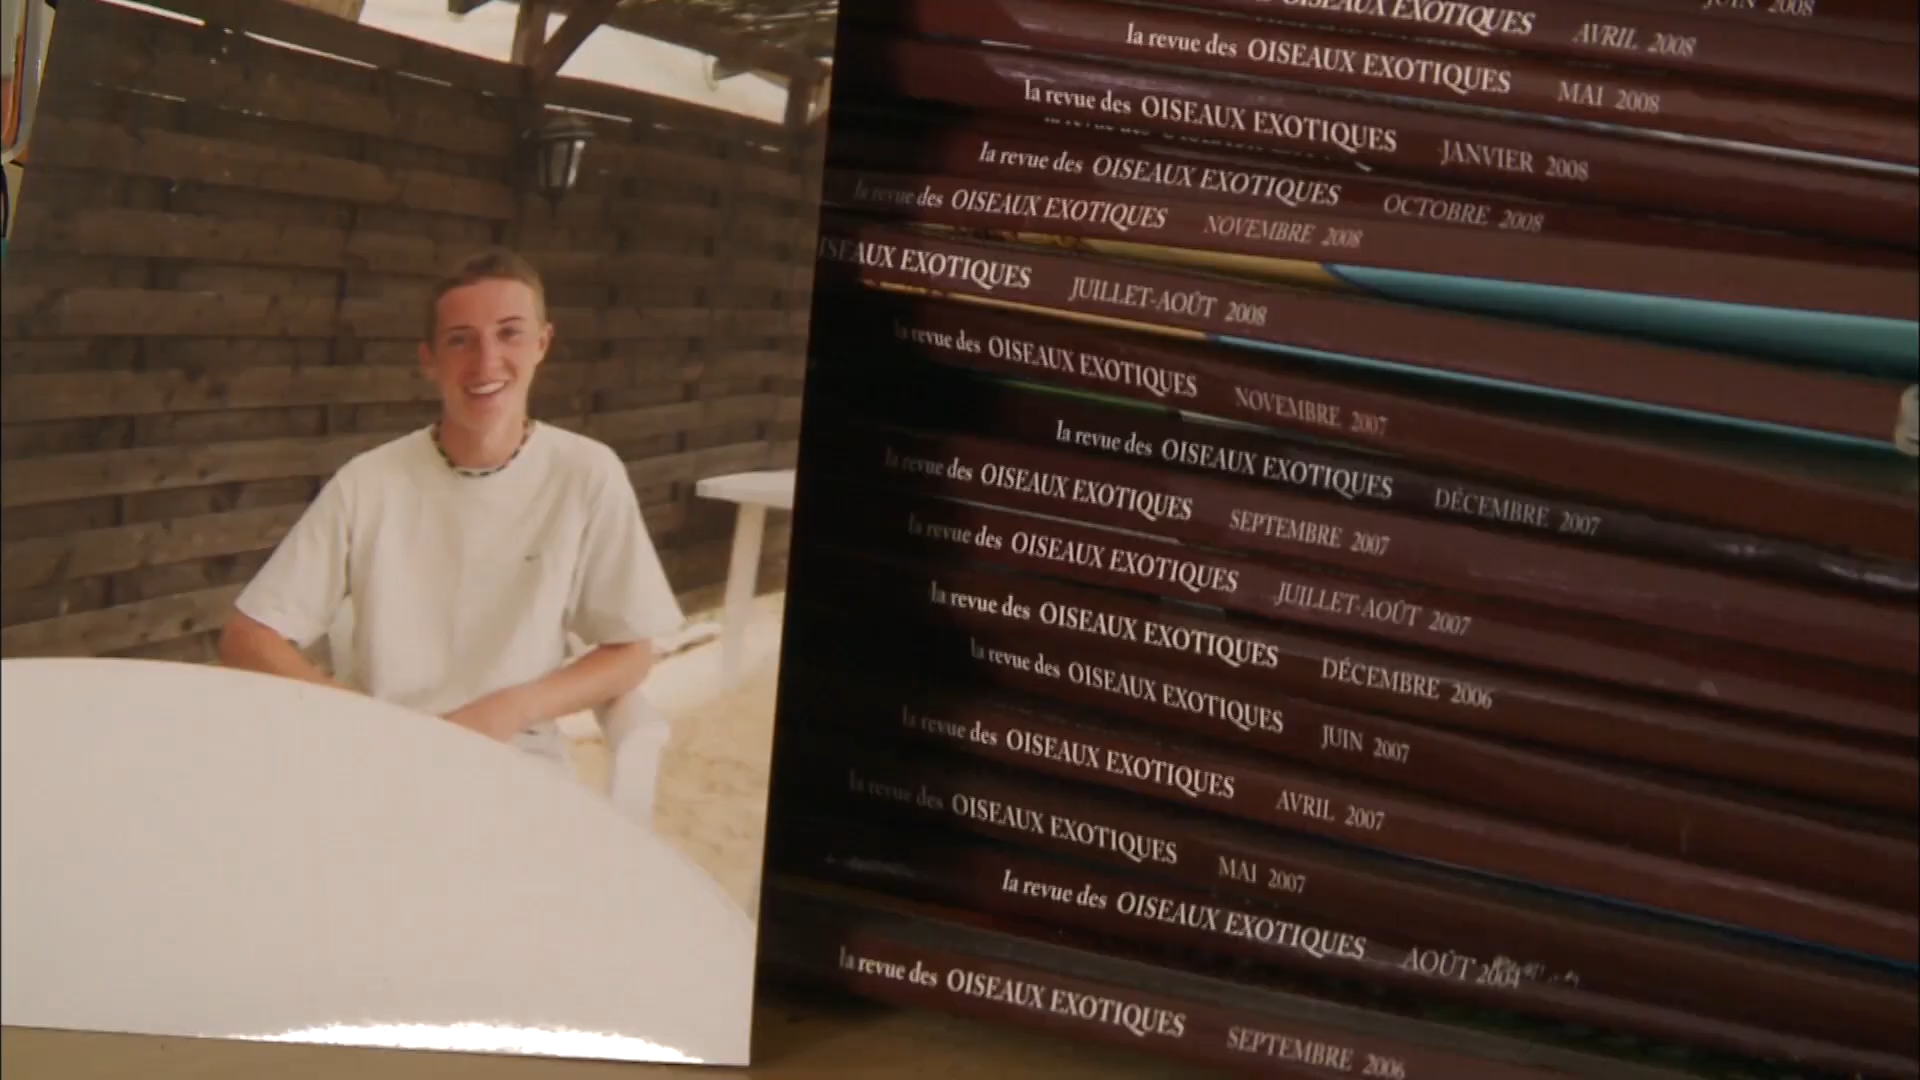 JUIN 2008
OISEAUX EXOTIQUES AVRIL 2008
la revue des OISEAUX EXOTIQUES MAI 2008
la revue des OISEAUX EXOTIQUES JANVIER 2008
la revue des OISEAUX EXOTIQUES OCTOBRE 2008
la revue des OISEAUX EXOTIQUES NOVEMBRE 2008
OISEAUX EXOTIQUES JUILLET-AOÛT 2008
la revue des OISEAUX EXOTIQUES NOVEMBRE 2007
la revue des OISEAUX EXOTIQUES DÉCEMBRE 2007
la revue des OISEAUX EXOTIQUES SEPTEMBRE 2007
la revue des OISEAUX EXOTIQUES JUILLET-AOÛT 2007
la revue des OISEAUX EXOTIQUES DÉCEMBRE 2006
la revue des OISEAUX EXOTIQUES JUIN 2007
la revue des OISEAUX EXOTIQUES AVRIL 2007
la revue des OISEAUX EXOTIQUES MAI 2007
la revue des OISEAUX EXOTIQUES AOÛT 2004
la revue des OISEAUX EXOTIQUES SEPTEMBRE 2006